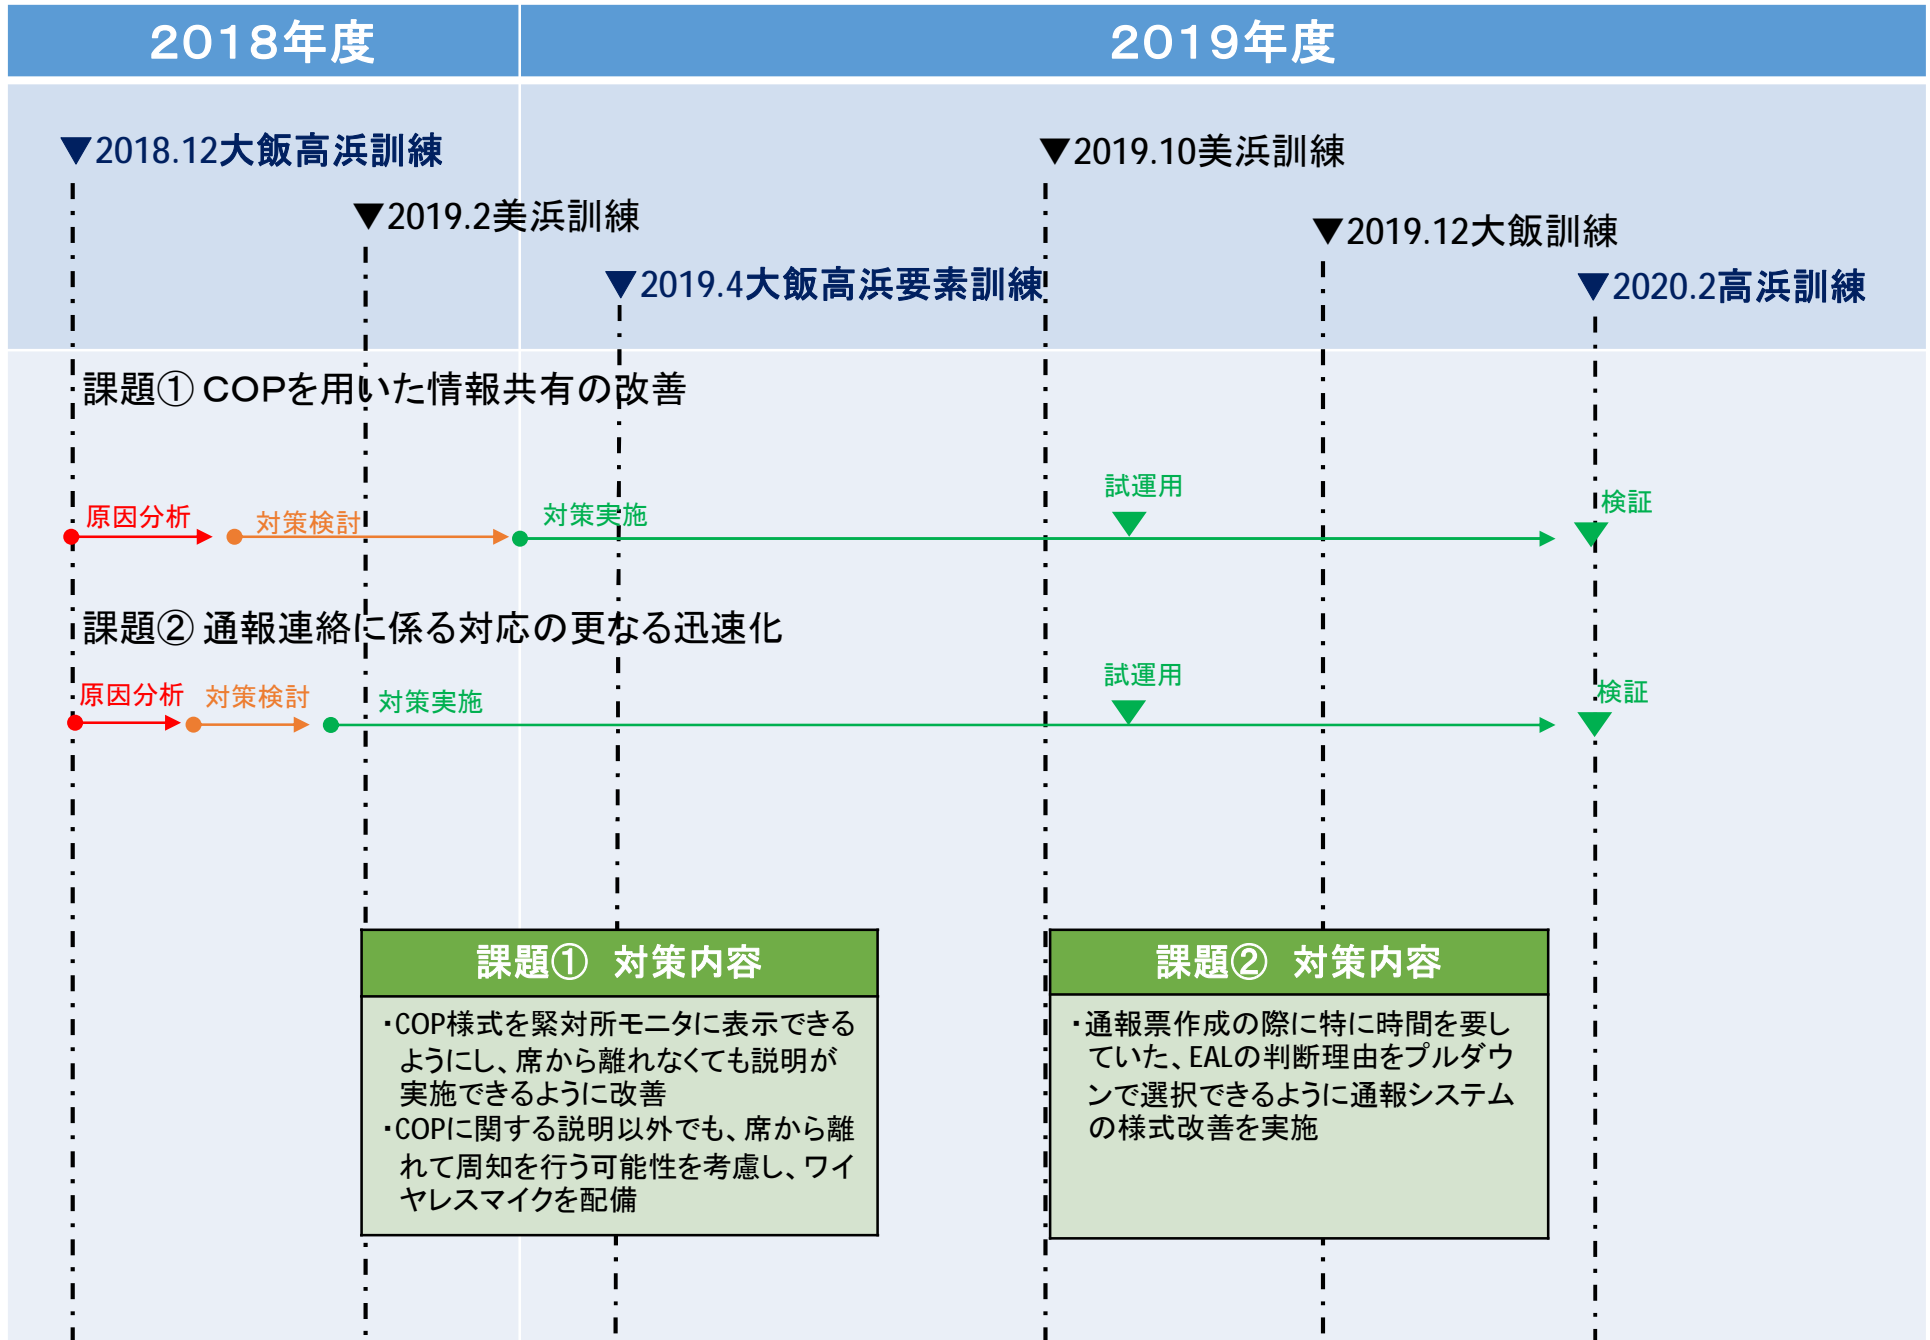 2018年度
2019年度
▼2018.12大飯高浜訓練
▼2019.10美浜訓練
▼2019.2美浜訓練
▼2019.12大飯訓練
▼2019.4大飯高浜要素訓練
▼2020.2高浜訓練
課題① COPを用いた情報共有の改善
原因分析
対策検討
対策実施
試運用
検証
課題② 通報連絡に係る対応の更なる迅速化
原因分析
対策検討
対策実施
試運用
検証
課題① 対策内容
・COP様式を緊対所モニタに表示できる
ようにし、席から離れなくても説明が
実施できるように改善
・COPに関する説明以外でも、席から離
れて周知を行う可能性を考慮し、ワイ
ヤレスマイクを配備
課題② 対策内容
・通報票作成の際に特に時間を要し
ていた、EALの判断理由をプルダウ
ンで選択できるように通報システム
の様式改善を実施